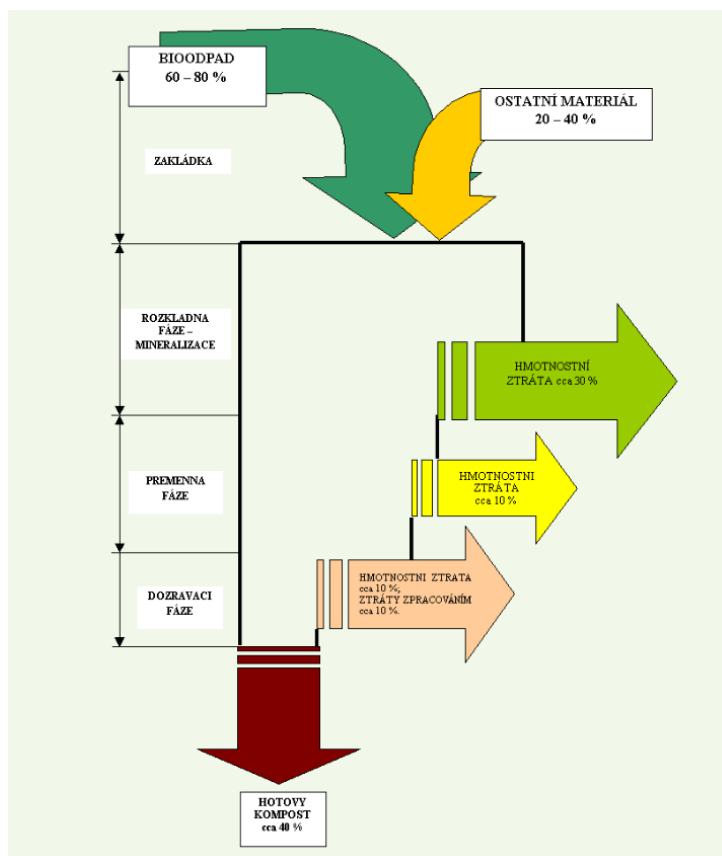 BIOODPAD
60 – 80 %
OSTATNÍ MATERIÁL
20 – 40 %
ZAKLÁDKA
ROZKLADNA
FÁZE –
MINERALIZACE
HMOTNOSTNÍ
ZTRÁTA cca 30 %
PREMENNA
FÁZE
HMOTNOSTNI
ZTRÁTA
cca 10 %
DOZRAVACI
FÁZE
HMOTNOSTNI ZTRATA
cca 10 %;
ZTRÁTY ZPRACOVÁNÍM
cca 10 %.
HOTOVY
KOMPOST
cca 40 %